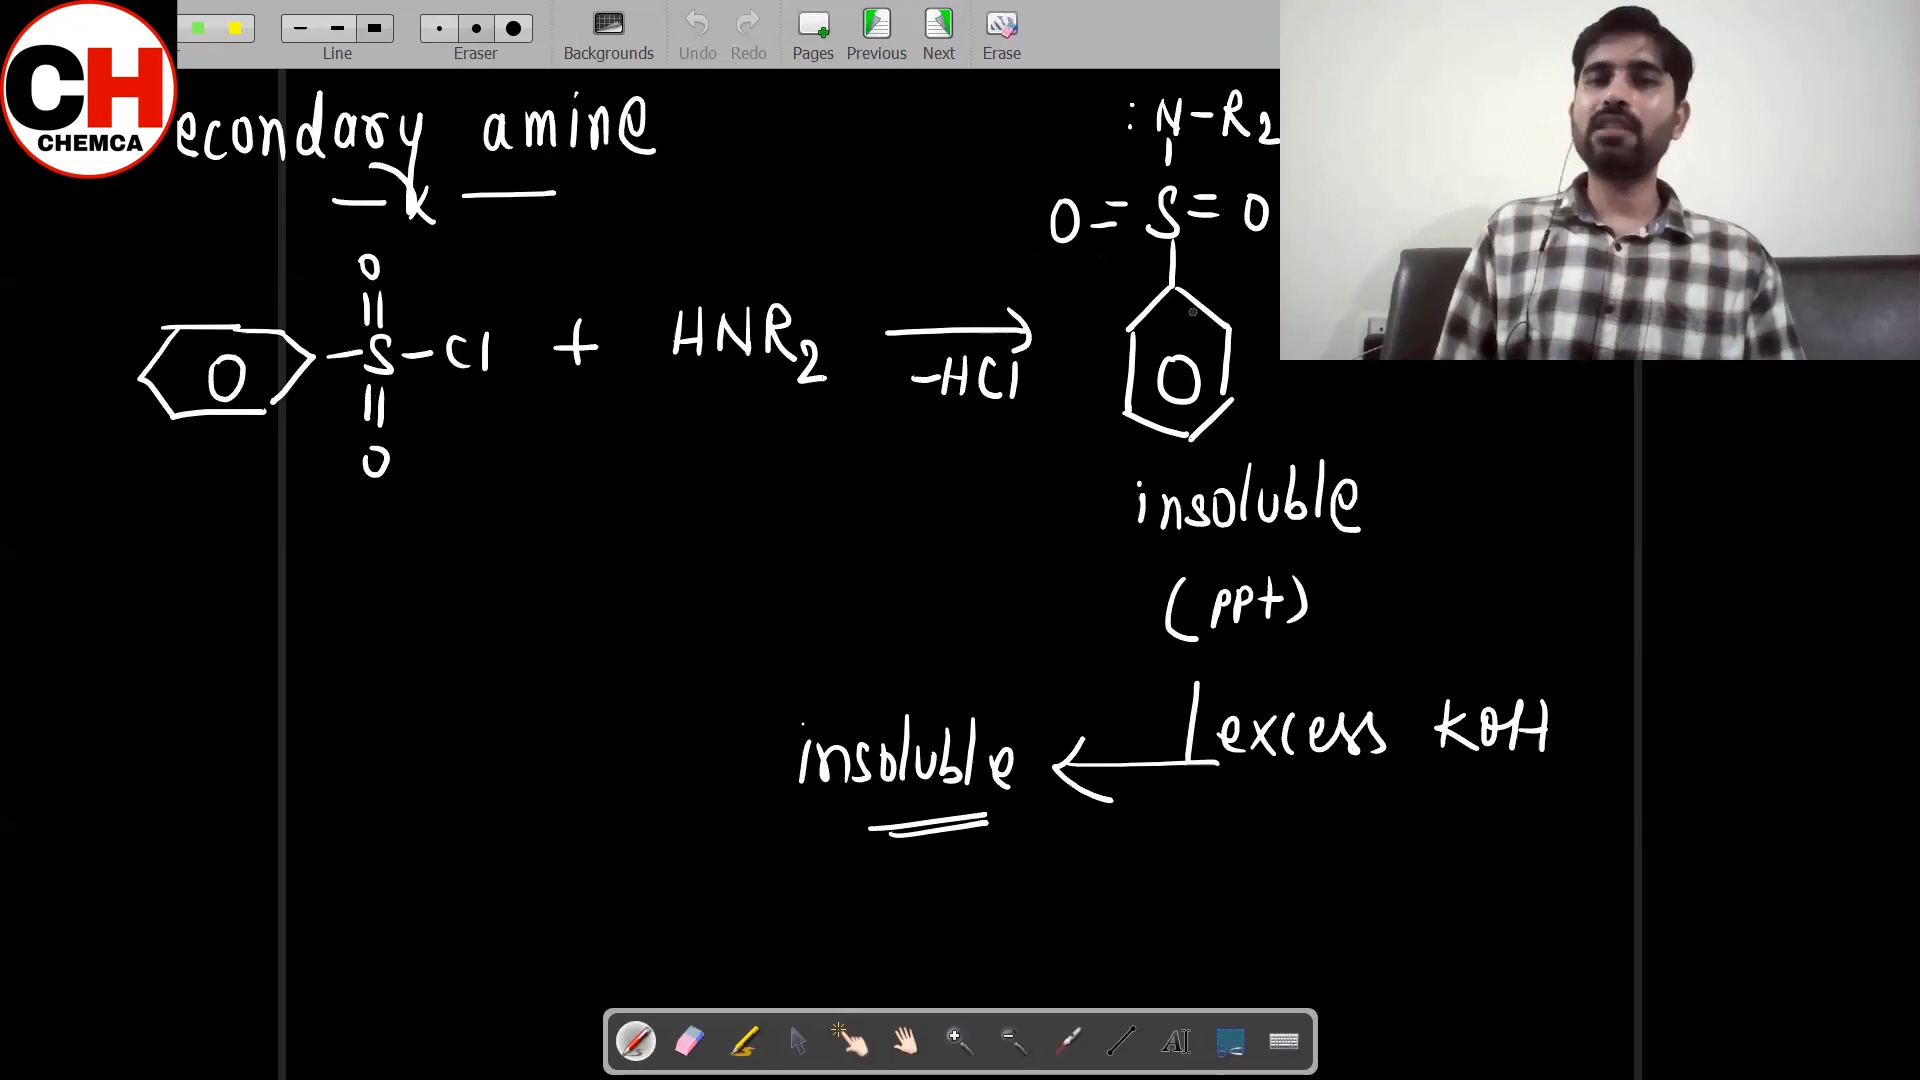 Line
Eraser
Backgrounds
Undo
Redo
Pages
Previous
Next
Erase
CH
CHEMCA
econdary amine
:N-R2
O=S=O
O
S-Cl + HNR2
-HCl
O
insoluble
(ppt)
excess KOH
insoluble
AI